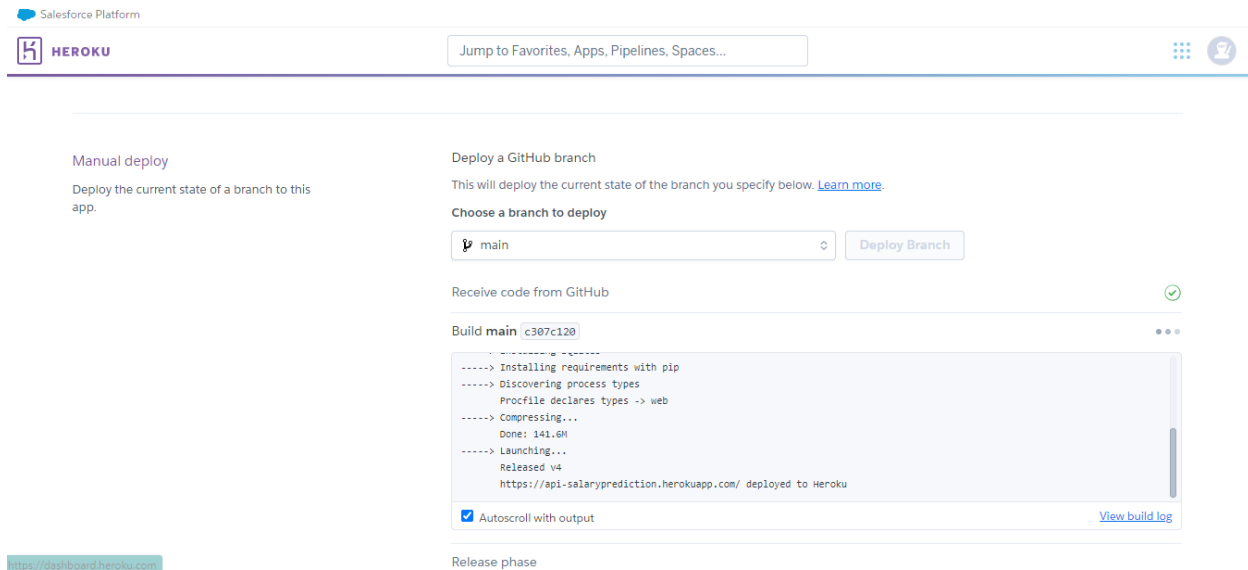 Salesforce Platform
HEROKU
Jump to Favorites, Apps, Pipelines, Spaces...
Manual deploy
Deploy the current state of a branch to this
app.
Deploy a GitHub branch
This will deploy the current state of the branch you specify below. Learn more.
Choose a branch to deploy
main
Deploy Branch
Receive code from GitHub
Build main c307c120
-----> Installing requirements with pip
-----> Discovering process types
Procfile declares types -> web
-----> Compressing...
Done: 141.6M
-----> Launching...
Released v4
https://api-salaryprediction.herokuapp.com/ deployed to Heroku
Autoscroll with output
View build log
Release phase
https://dashboard.heroku.com